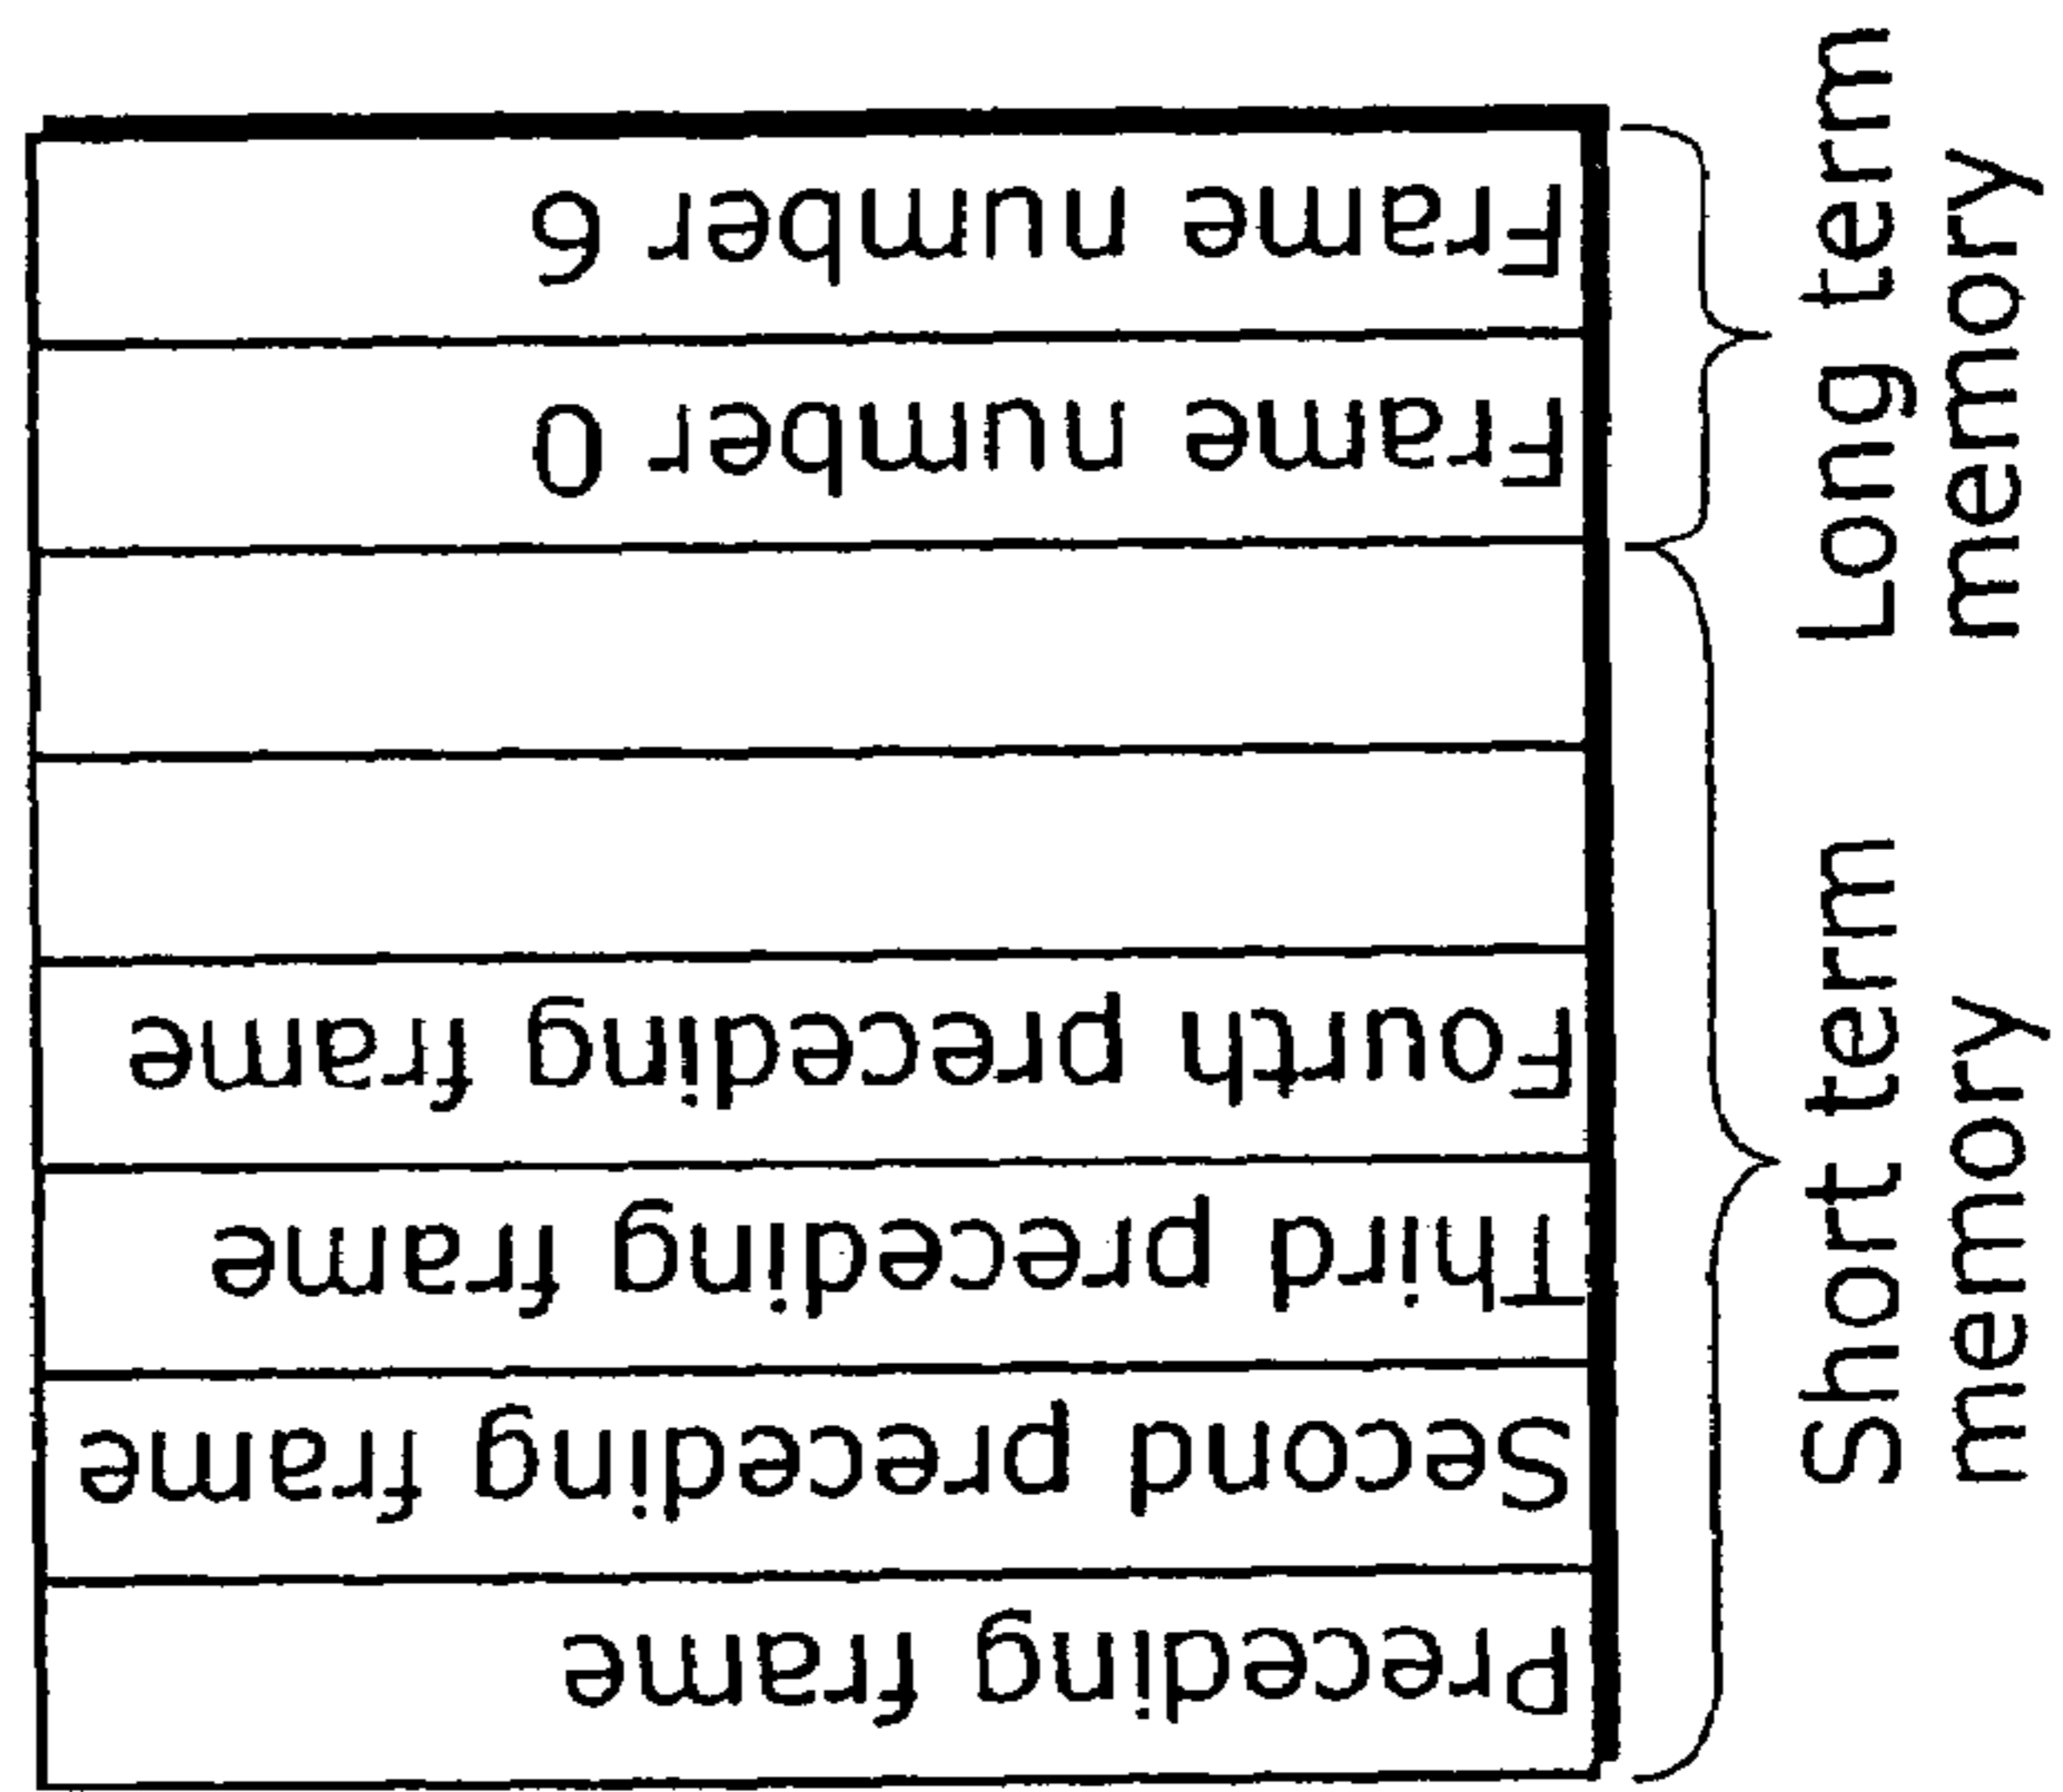 Preceding frame
Second preceding frame
Third preceding frame
Fourth preceding frame
Frame number 0
Frame number 6
Short term
memory
Long term
memory